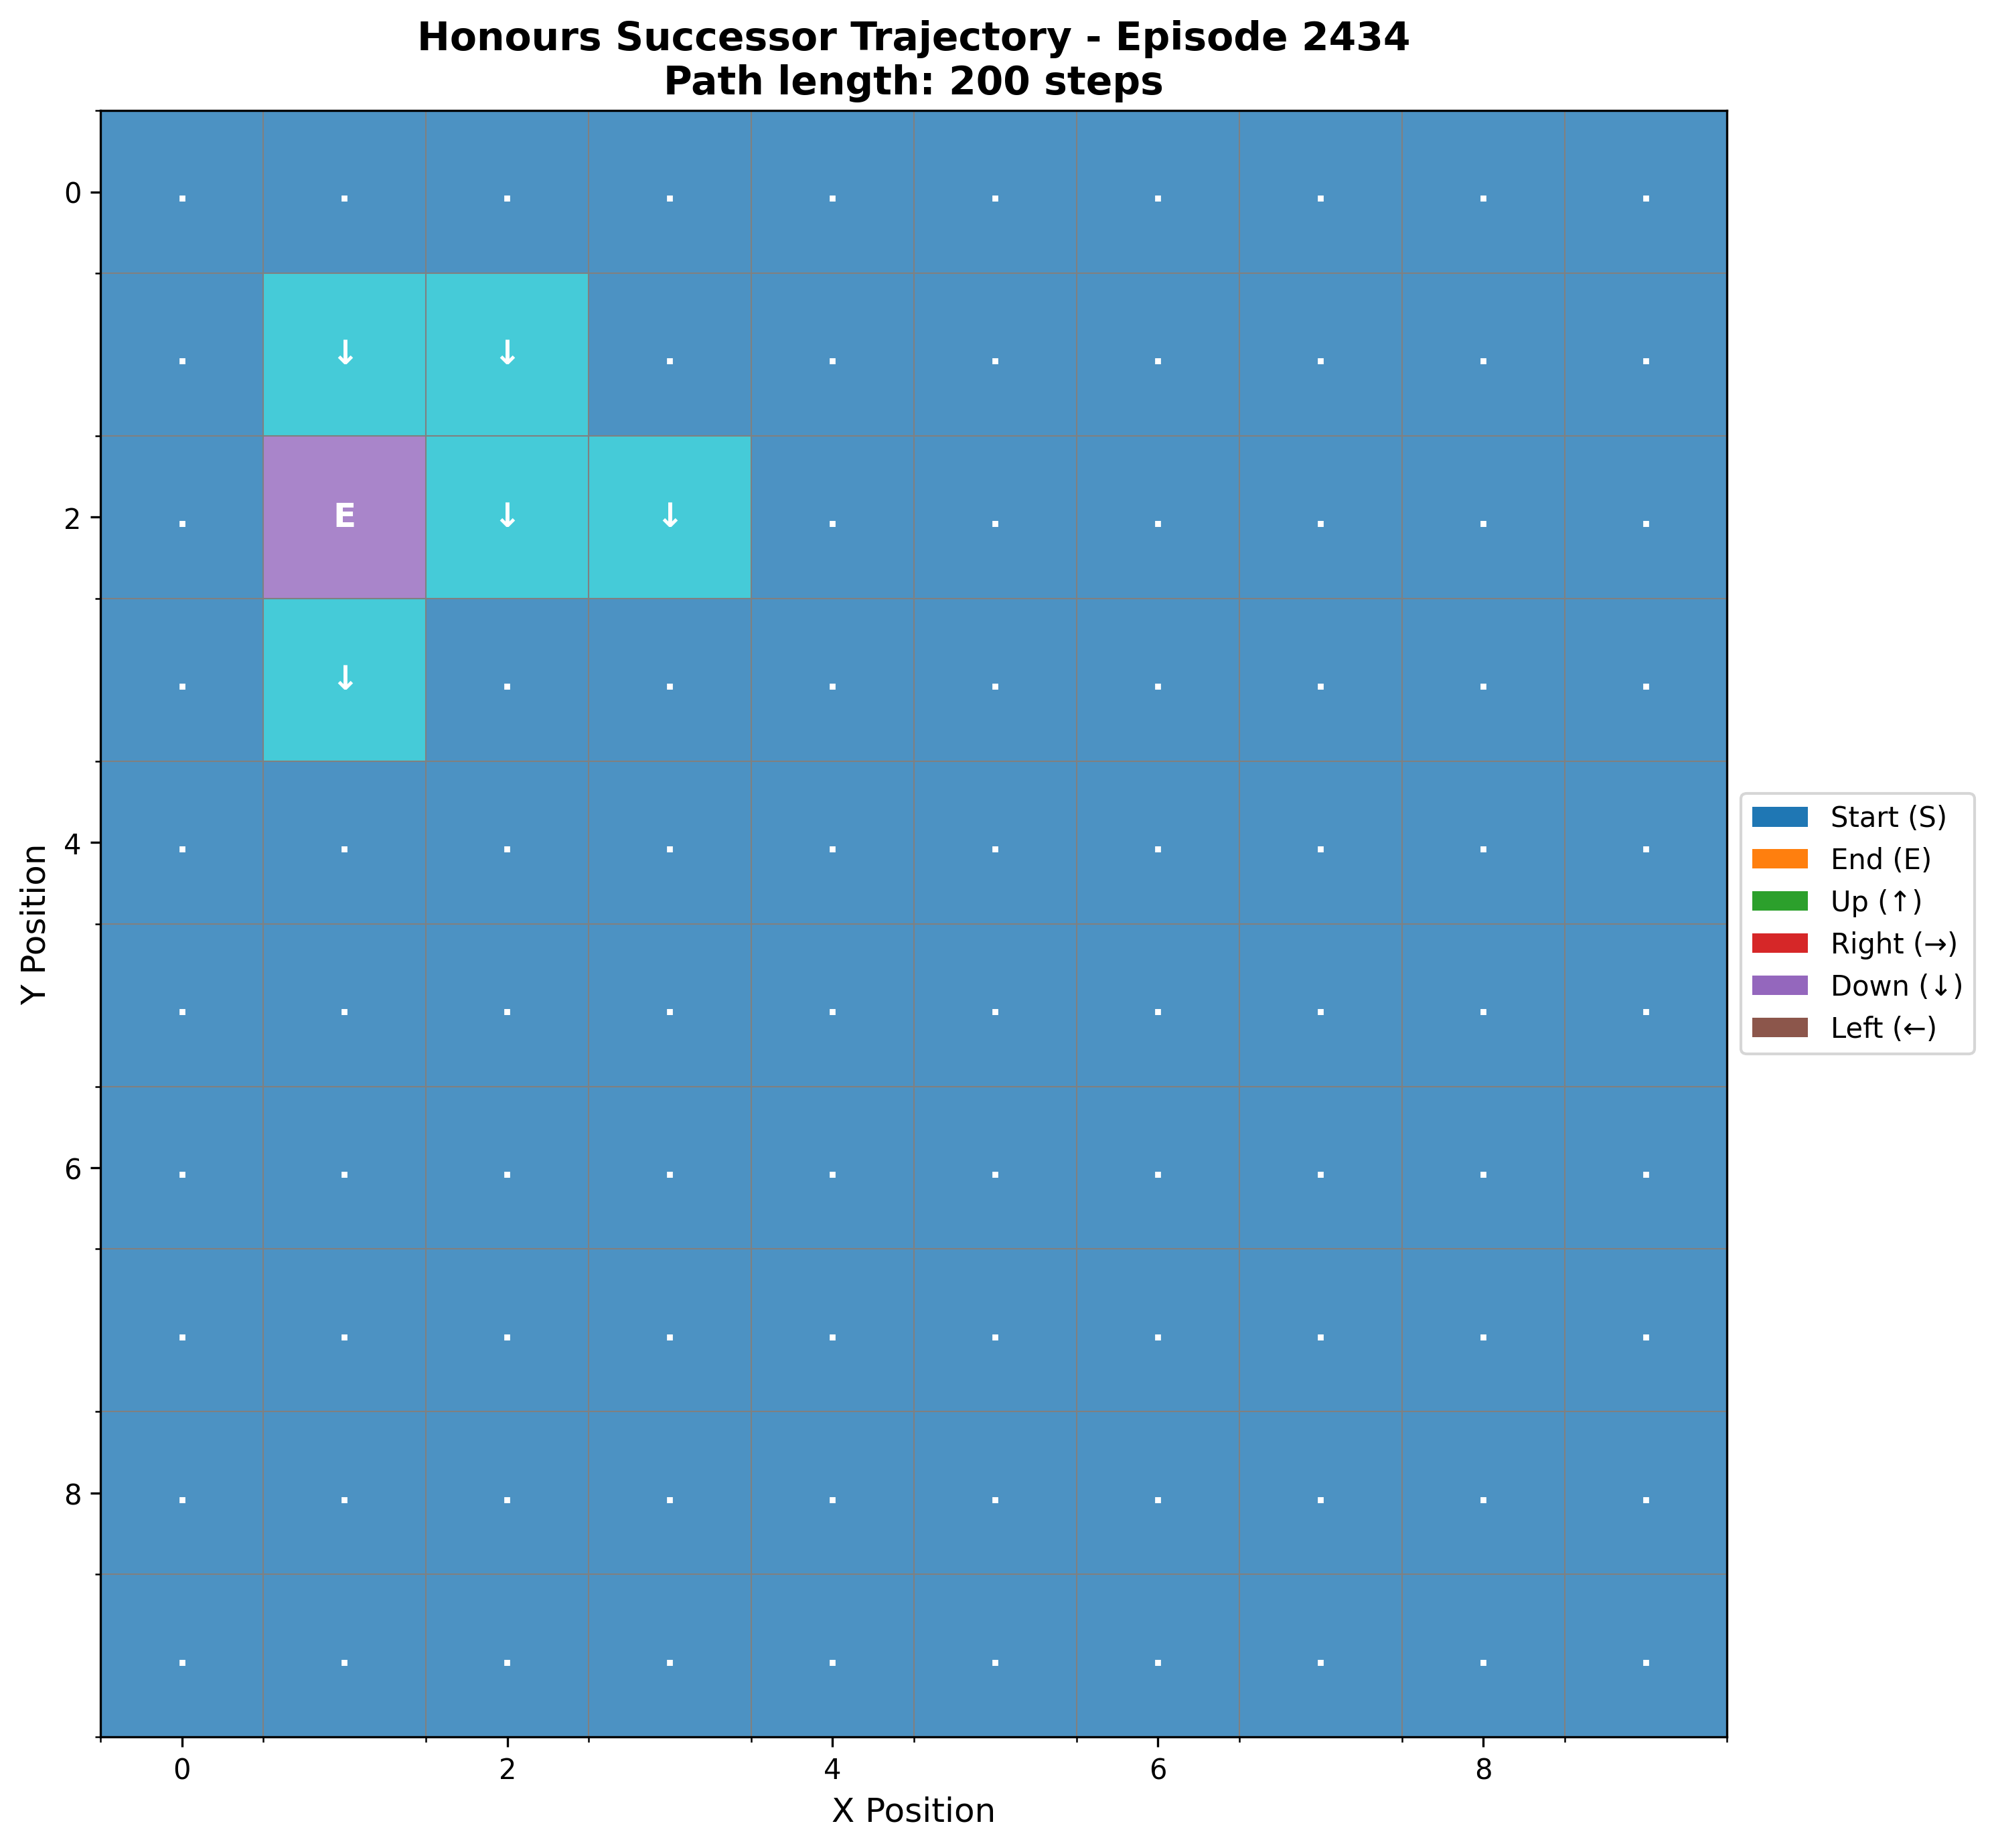 Honours Successor Trajectory - Episode 2434
Path length: 200 steps
0
↓ ↓
2
E ↓ ↓
↓
4
6
8
0 2 4 6 8
X Position
Y Position
Start (S)
End (E)
Up (↑)
Right (→)
Down (↓)
Left (←)